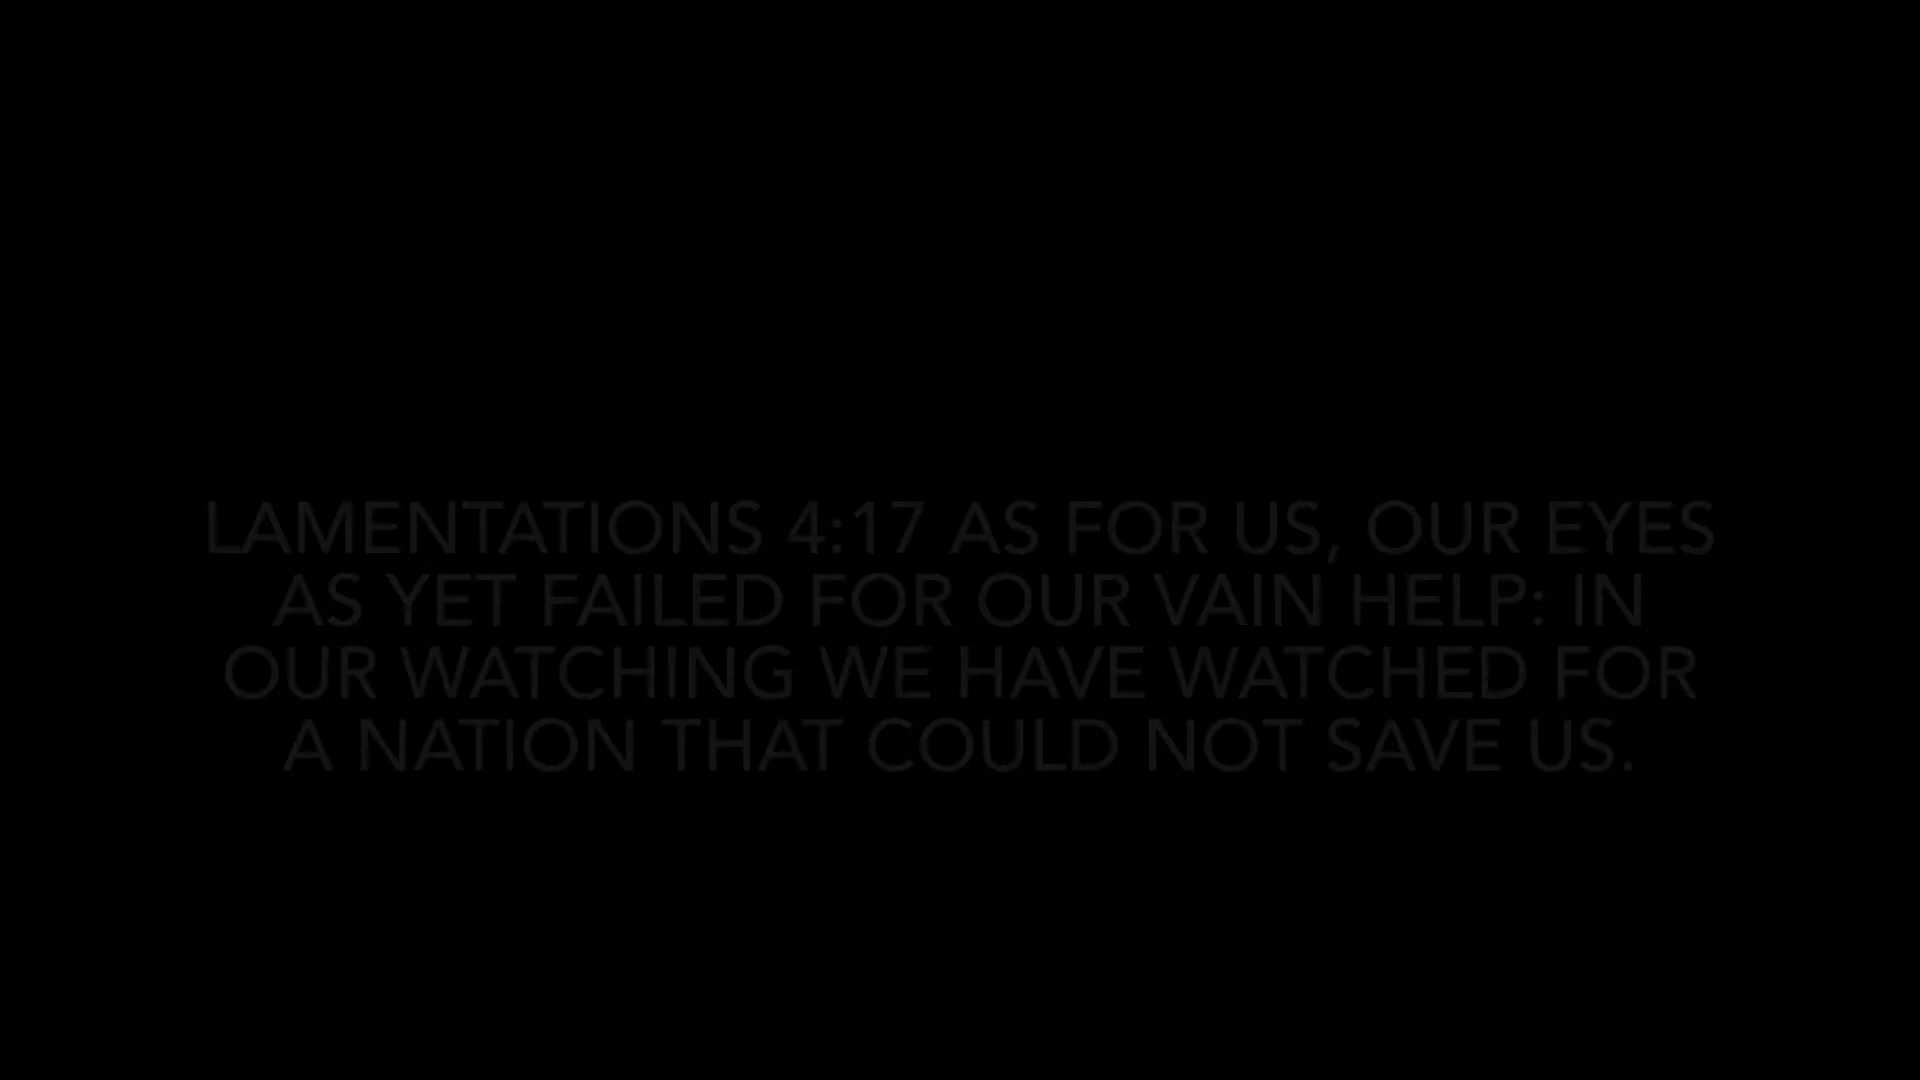 LAMENTATIONS 4:17 AS FOR US, OUR EYES
AS YET FAILED FOR OUR VAIN HELP: IN
OUR WATCHING WE HAVE WATCHED FOR
A NATION THAT COULD NOT SAVE US.